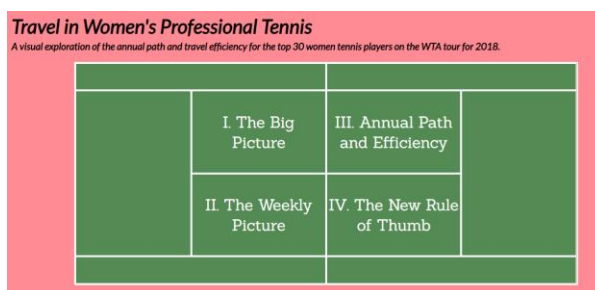 Travel in Women's Professional Tennis
A visual exploration of the annual path and travel efficiency for the top 30 women tennis players on the WTA tour for 2018.
I. The Big
Picture
III. Annual Path
and Efficiency
II. The Weekly
Picture
IV. The New Rule
of Thumb